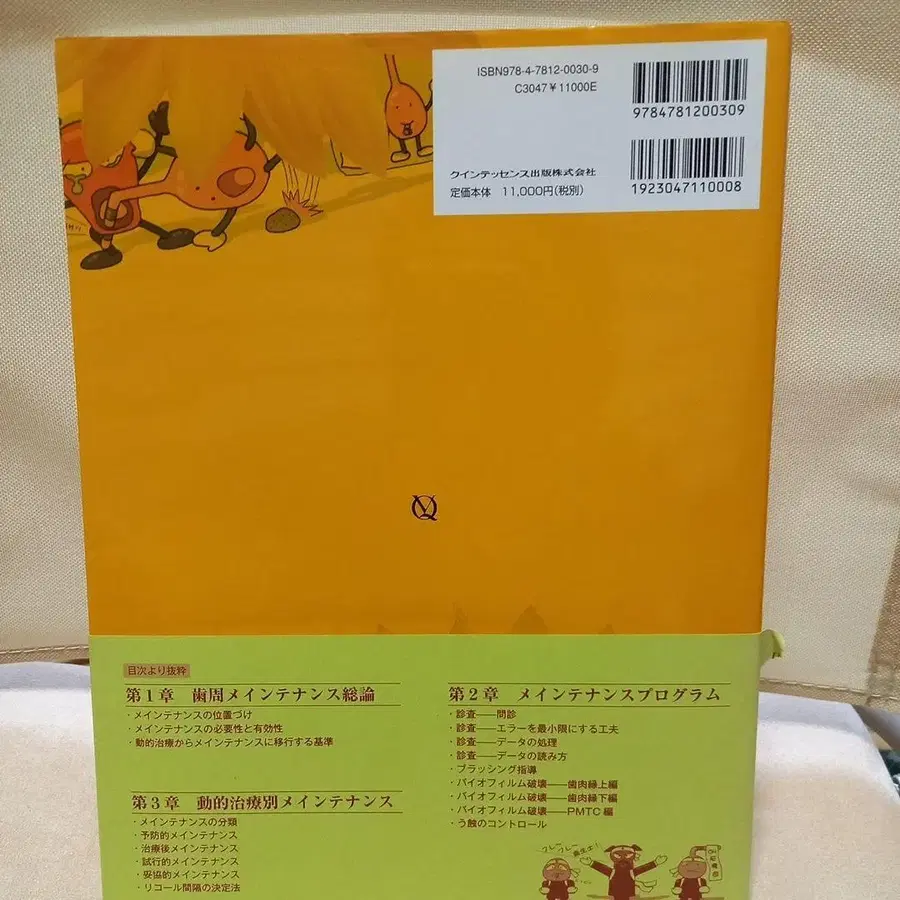 ISBN978-4-7812-0030-9
C3047 ¥11000E
9784781200309
クインテッセンス出版株式会社
定価本体 11,000円(税別)
1923047110008
目次より抜粋
第1章 歯周メインテナンス総論
・メインテナンスの位置づけ
・メインテナンスの必要性と有効性
・動的治療からメインテナンスに移行する基準
第2章 メインテナンスプログラム
・診査――問診
・診査――エラーを最小限にする工夫
・診査――データの処理
・診査――データの読み方
・ブラッシング指導
・バイオフィルム破壊――歯肉縁上編
・バイオフィルム破壊――歯肉縁下編
・バイオフィルム破壊――PMTC編
・う蝕のコントロール
第3章 動的治療別メインテナンス
・メインテナンスの分類
・予防的メインテナンス
・治療後メインテナンス
・試行的メインテナンス
・妥協的メインテナンス
・リコール間隔の決定法
フレー
フレー
衛生士!